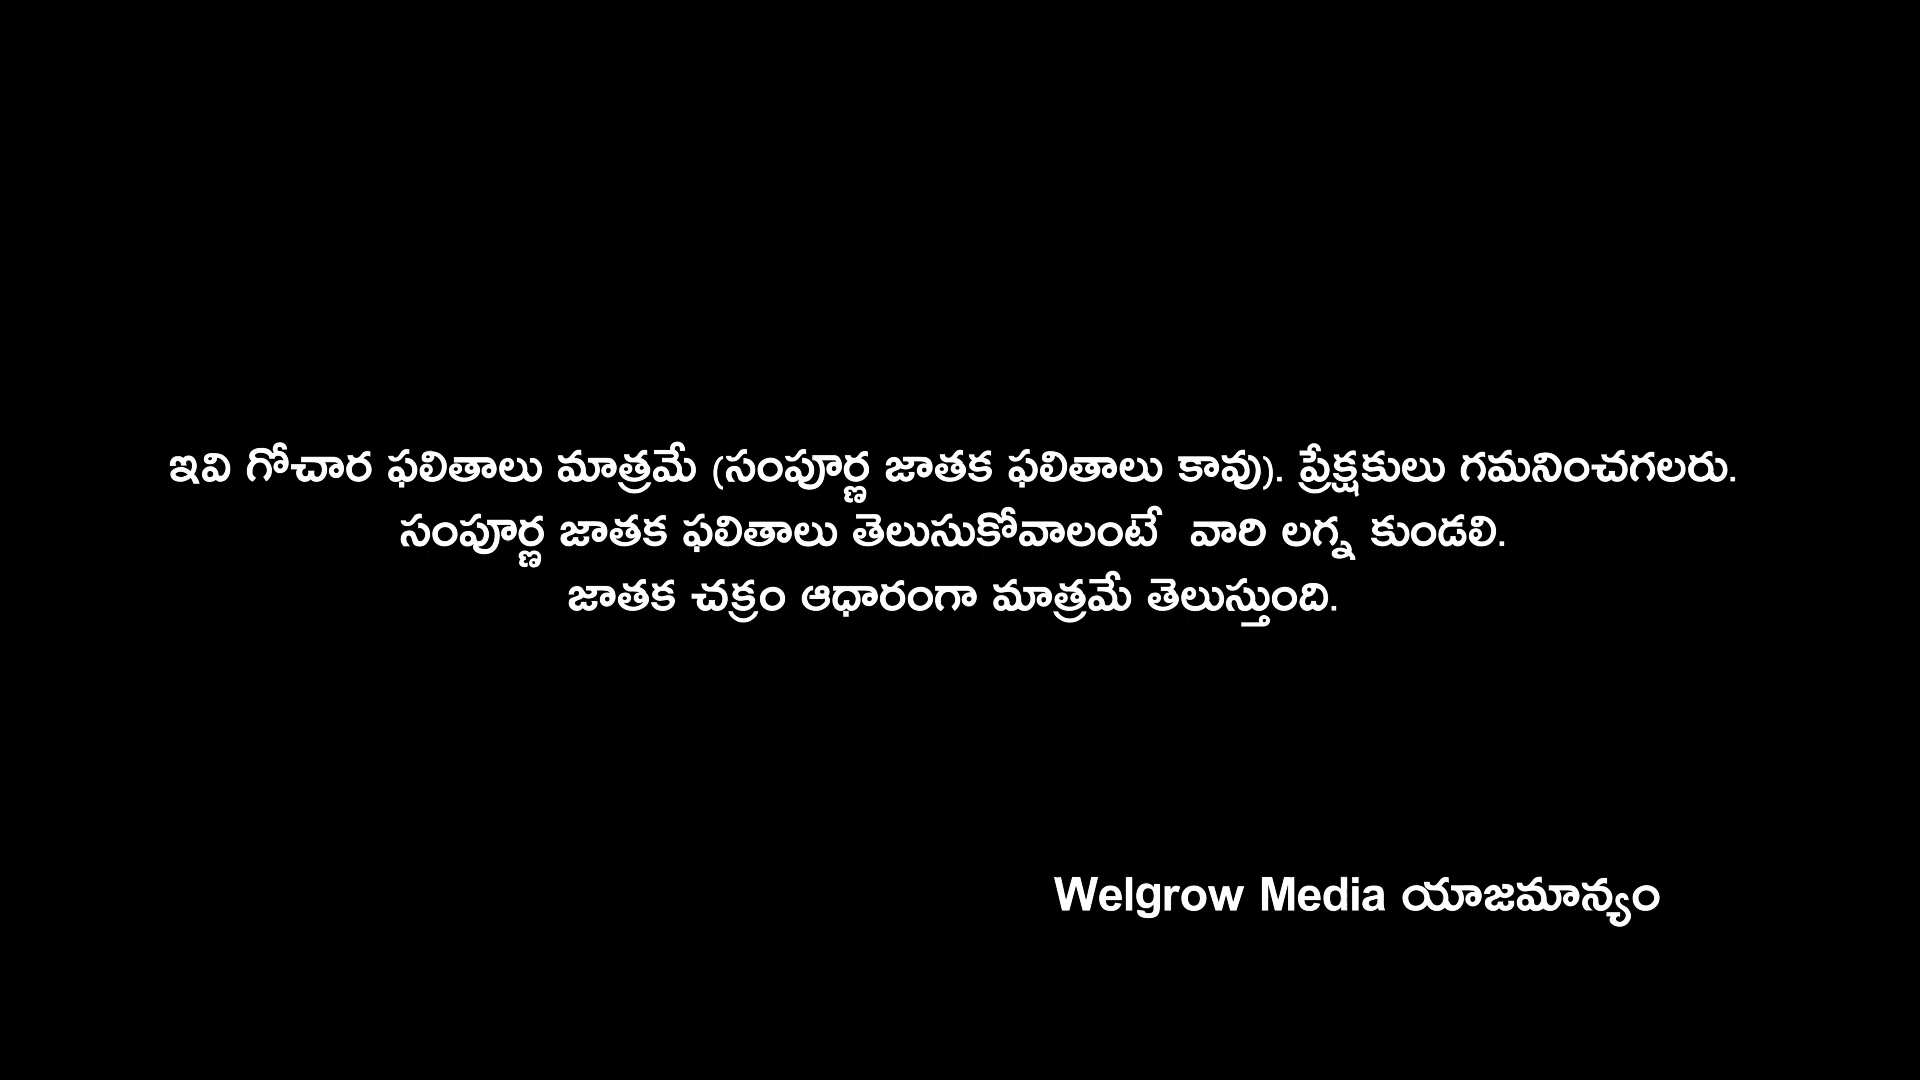 ఇవి గోచార ఫలితాలు మాత్రమే (సంపూర్ణ జాతక ఫలితాలు కావు). ప్రేక్షకులు గమనించగలరు.
సంపూర్ణ జాతక ఫలితాలు తెలుసుకోవాలంటే  వారి లగ్న కుండలి.
జాతక చక్రం ఆధారంగా మాత్రమే తెలుస్తుంది.
Welgrow Media యాజమాన్యం